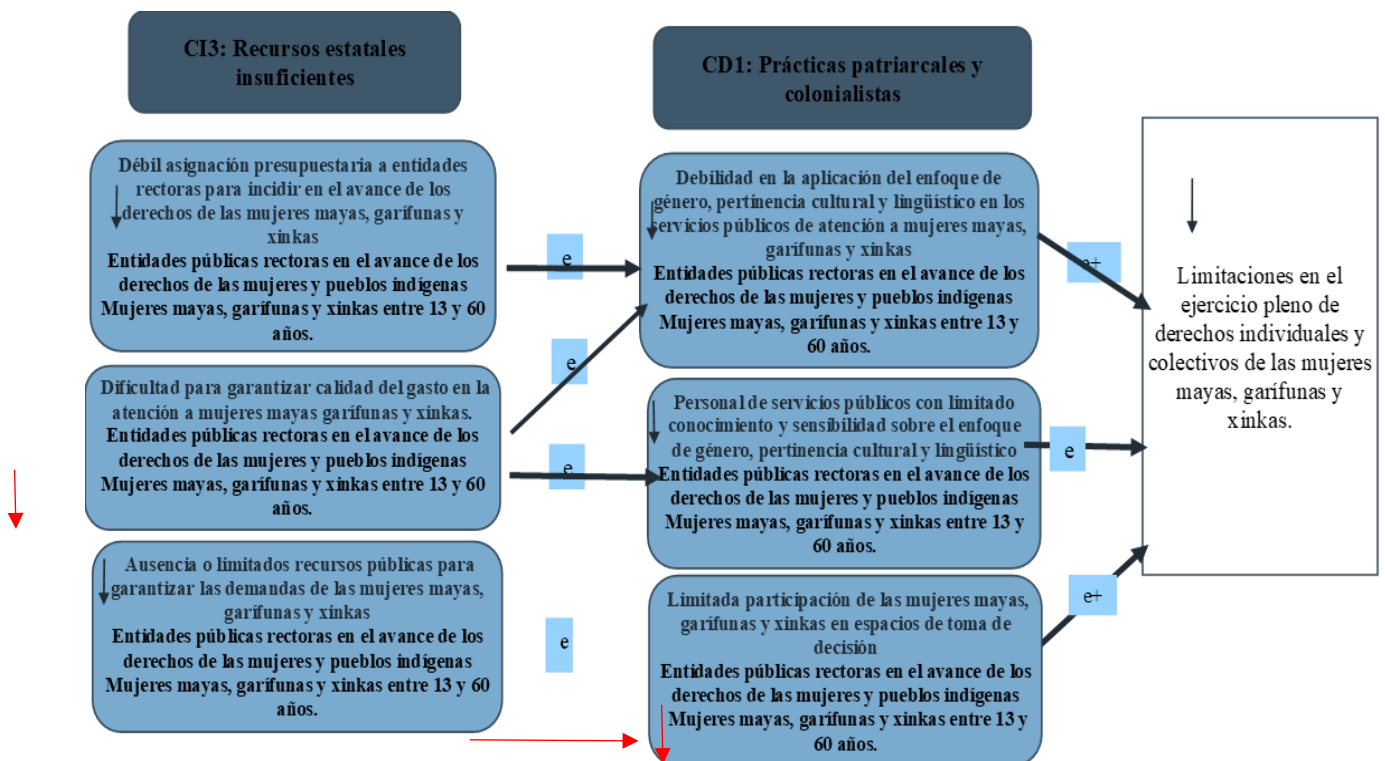 CI3: Recursos estatales
insuficientes
Débil asignación presupuestaria a entidades
rectoras para incidir en el avance de los
derechos de las mujeres mayas, garífunas y
xinkas
Entidades públicas rectoras en el avance de los
derechos de las mujeres y pueblos indígenas
Mujeres mayas, garífunas y xinkas entre 13 y 60
años.
Dificultad para garantizar calidad del gasto en la
atención a mujeres mayas garífunas y xinkas.
Entidades públicas rectoras en el avance de los
derechos de las mujeres y pueblos indígenas
Mujeres mayas, garífunas y xinkas entre 13 y 60
años.
Ausencia o limitados recursos públicas para
garantizar las demandas de las mujeres mayas,
garífunas y xinkas
Entidades públicas rectoras en el avance de los
derechos de las mujeres y pueblos indígenas
Mujeres mayas, garífunas y xinkas entre 13 y 60
años.
e
e
e
e
CD1: Prácticas patriarcales y
colonialistas
Debilidad en la aplicación del enfoque de
género, pertinencia cultural y lingüístico en los
servicios públicos de atención a mujeres mayas,
garífunas y xinkas
Entidades públicas rectoras en el avance de los
derechos de las mujeres y pueblos indígenas
Mujeres mayas, garífunas y xinkas entre 13 y
60 años.
Personal de servicios públicos con limitado
conocimiento y sensibilidad sobre el enfoque
de género, pertinencia cultural y lingüístico
Entidades públicas rectoras en el avance de los
derechos de las mujeres y pueblos indígenas
Mujeres mayas, garífunas y xinkas entre 13 y
60 años.
Limitada participación de las mujeres mayas,
garífunas y xinkas en espacios de toma de
decisión
Entidades públicas rectoras en el avance de los
derechos de las mujeres y pueblos indígenas
Mujeres mayas, garífunas y xinkas entre 13 y
60 años.
e+
e
e+
Limitaciones en el
ejercicio pleno de
derechos individuales y
colectivos de las mujeres
mayas, garífunas y
xinkas.